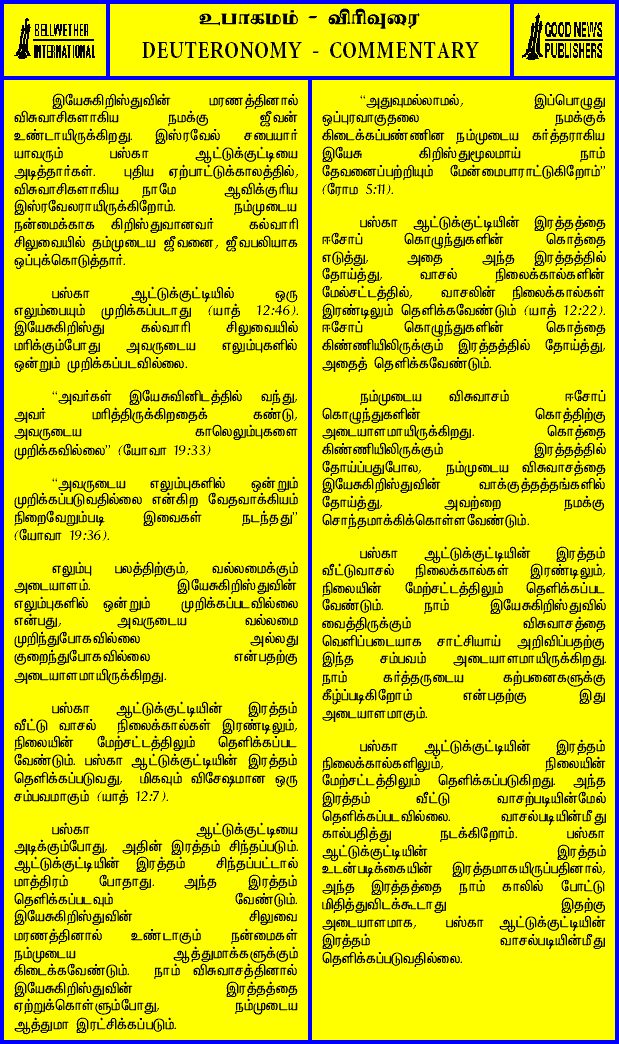 BELLWETHER
INTERNATIONAL
உபாகமம் - விரிவுரை
DEUTERONOMY - COMMENTARY
GOOD NEWS
PUBLISHERS
இயேசுகிறிஸ்துவின் மரணத்தினால்
விசுவாசிகளாகிய நமக்கு ஜீவன்
உண்டாயிருக்கிறது. இஸ்ரவேல் சபையார்
யாவரும் பஸ்கா ஆட்டுக்குட்டியை
அடித்தார்கள். புதிய ஏற்பாட்டுக்காலத்தில்,
விசுவாசிகளாகிய நாமே ஆவிக்குரிய
இஸ்ரவேலராயிருக்கிறோம். நம்முடைய
நன்மைக்காக கிறிஸ்துவானவர் கல்வாரி
சிலுவையில் தம்முடைய ஜீவனை, ஜீவபலியாக
ஒப்புக்கொடுத்தார்.
பஸ்கா ஆட்டுக்குட்டியில் ஒரு
எலும்பையும் முறிக்கப்படாது (யாத் 12:46).
இயேசுகிறிஸ்து கல்வாரி சிலுவையில்
மரிக்கும்போது அவருடைய எலும்புகளில்
ஒன்றும் முறிக்கப்படவில்லை.
“அவர்கள் இயேசுவினிடத்தில் வந்து,
அவர் மரித்திருக்கிறதைக் கண்டு,
அவருடைய காலெலும்புகளை
முறிக்கவில்லை” (யோவா 19:33)
“அவருடைய எலும்புகளில் ஒன்றும்
முறிக்கப்படுவதில்லை என்கிற வேதவாக்கியம்
நிறைவேறும்படி இவைகள் நடந்தது”
(யோவா 19:36).
எலும்பு பலத்திற்கும், வல்லமைக்கும்
அடையாளம். இயேசுகிறிஸ்துவின்
எலும்புகளில் ஒன்றும் முறிக்கப்படவில்லை
என்பது, அவருடைய வல்லமை
முறிந்துபோகவில்லை அல்லது
குறைந்துபோகவில்லை என்பதற்கு
அடையாளமாயிருக்கிறது.
பஸ்கா ஆட்டுக்குட்டியின் இரத்தம்
வீட்டு வாசல் நிலைக்கால்கள் இரண்டிலும்,
நிலையின் மேற்சட்டத்திலும் தெளிக்கப்பட
வேண்டும். பஸ்கா ஆட்டுக்குட்டியின் இரத்தம்
தெளிக்கப்படுவது, மிகவும் விசேஷமான ஒரு
சம்பவமாகும் (யாத் 12:7).
பஸ்கா ஆட்டுக்குட்டியை
அடிக்கும்போது, அதின் இரத்தம் சிந்தப்படும்.
ஆட்டுக்குட்டியின் இரத்தம் சிந்தப்பட்டால்
மாத்திரம் போதாது. அந்த இரத்தம்
தெளிக்கப்படவும் வேண்டும்.
இயேசுகிறிஸ்துவின் சிலுவை
மரணத்தினால் உண்டாகும் நன்மைகள்
நம்முடைய ஆத்துமாக்களுக்கும்
கிடைக்கவேண்டும். நாம் விசுவாசத்தினால்
இயேசுகிறிஸ்துவின் இரத்தத்தை
ஏற்றுக்கொள்ளும்போது, நம்முடைய
ஆத்துமா இரட்சிக்கப்படும்.
“அதுவுமல்லாமல், இப்பொழுது
ஒப்புரவாகுதலை நமக்குக்
கிடைக்கப்பண்ணின நம்முடைய கர்த்தராகிய
இயேசு கிறிஸ்துமூலமாய் நாம்
தேவனைப்பற்றியும் மேன்மைபாராட்டுகிறோம்”
(ரோம 5:11).
பஸ்கா ஆட்டுக்குட்டியின் இரத்தத்தை
ஈசோப் கொழுந்துகளின் கொத்தை
எடுத்து, அதை அந்த இரத்தத்தில்
தோய்த்து, வாசல் நிலைக்கால்களின்
மேல்சட்டத்தில், வாசலின் நிலைக்கால்கள்
இரண்டிலும் தெளிக்கவேண்டும் (யாத் 12:22).
ஈசோப் கொழுந்துகளின் கொத்தை
கிண்ணியிலிருக்கும் இரத்தத்தில் தோய்த்து,
அதைத் தெளிக்கவேண்டும்.
நம்முடைய விசுவாசம் ஈசோப்
கொழுந்துகளின் கொத்திற்கு
அடையாளமாயிருக்கிறது. கொத்தை
கிண்ணியிலிருக்கும் இரத்தத்தில்
தோய்ப்பதுபோல, நம்முடைய விசுவாசத்தை
இயேசுகிறிஸ்துவின் வாக்குத்தத்தங்களில்
தோய்த்து, அவற்றை நமக்கு
சொந்தமாக்கிக்கொள்ளவேண்டும்.
பஸ்கா ஆட்டுக்குட்டியின் இரத்தம்
வீட்டுவாசல் நிலைக்கால்கள் இரண்டிலும்,
நிலையின் மேற்சட்டத்திலும் தெளிக்கப்பட
வேண்டும். நாம் இயேசுகிறிஸ்துவில்
வைத்திருக்கும் விசுவாசத்தை
வெளிப்படையாக சாட்சியாய் அறிவிப்பதற்கு
இந்த சம்பவம் அடையாளமாயிருக்கிறது.
நாம் கர்த்தருடைய கற்பனைகளுக்கு
கீழ்ப்படிகிறோம் என்பதற்கு இது
அடையாளமாகும்.
பஸ்கா ஆட்டுக்குட்டியின் இரத்தம்
நிலைக்கால்களிலும், நிலையின்
மேற்சட்டத்திலும் தெளிக்கப்படுகிறது. அந்த
இரத்தம் வீட்டு வாசற்படியின்மேல்
தெளிக்கப்படவில்லை. வாசல்படியின்மீது
கால்பதித்து நடக்கிறோம். பஸ்கா
ஆட்டுக்குட்டியின் இரத்தம்
உடன்படிக்கையின் இரத்தமாகயிருப்பதினால்,
அந்த இரத்தத்தை நாம் காலில் போட்டு
மிதித்துவிடக்கூடாது இதற்கு
அடையாளமாக, பஸ்கா ஆட்டுக்குட்டியின்
இரத்தம் வாசல்படியின்மீது
தெளிக்கப்படுவதில்லை.